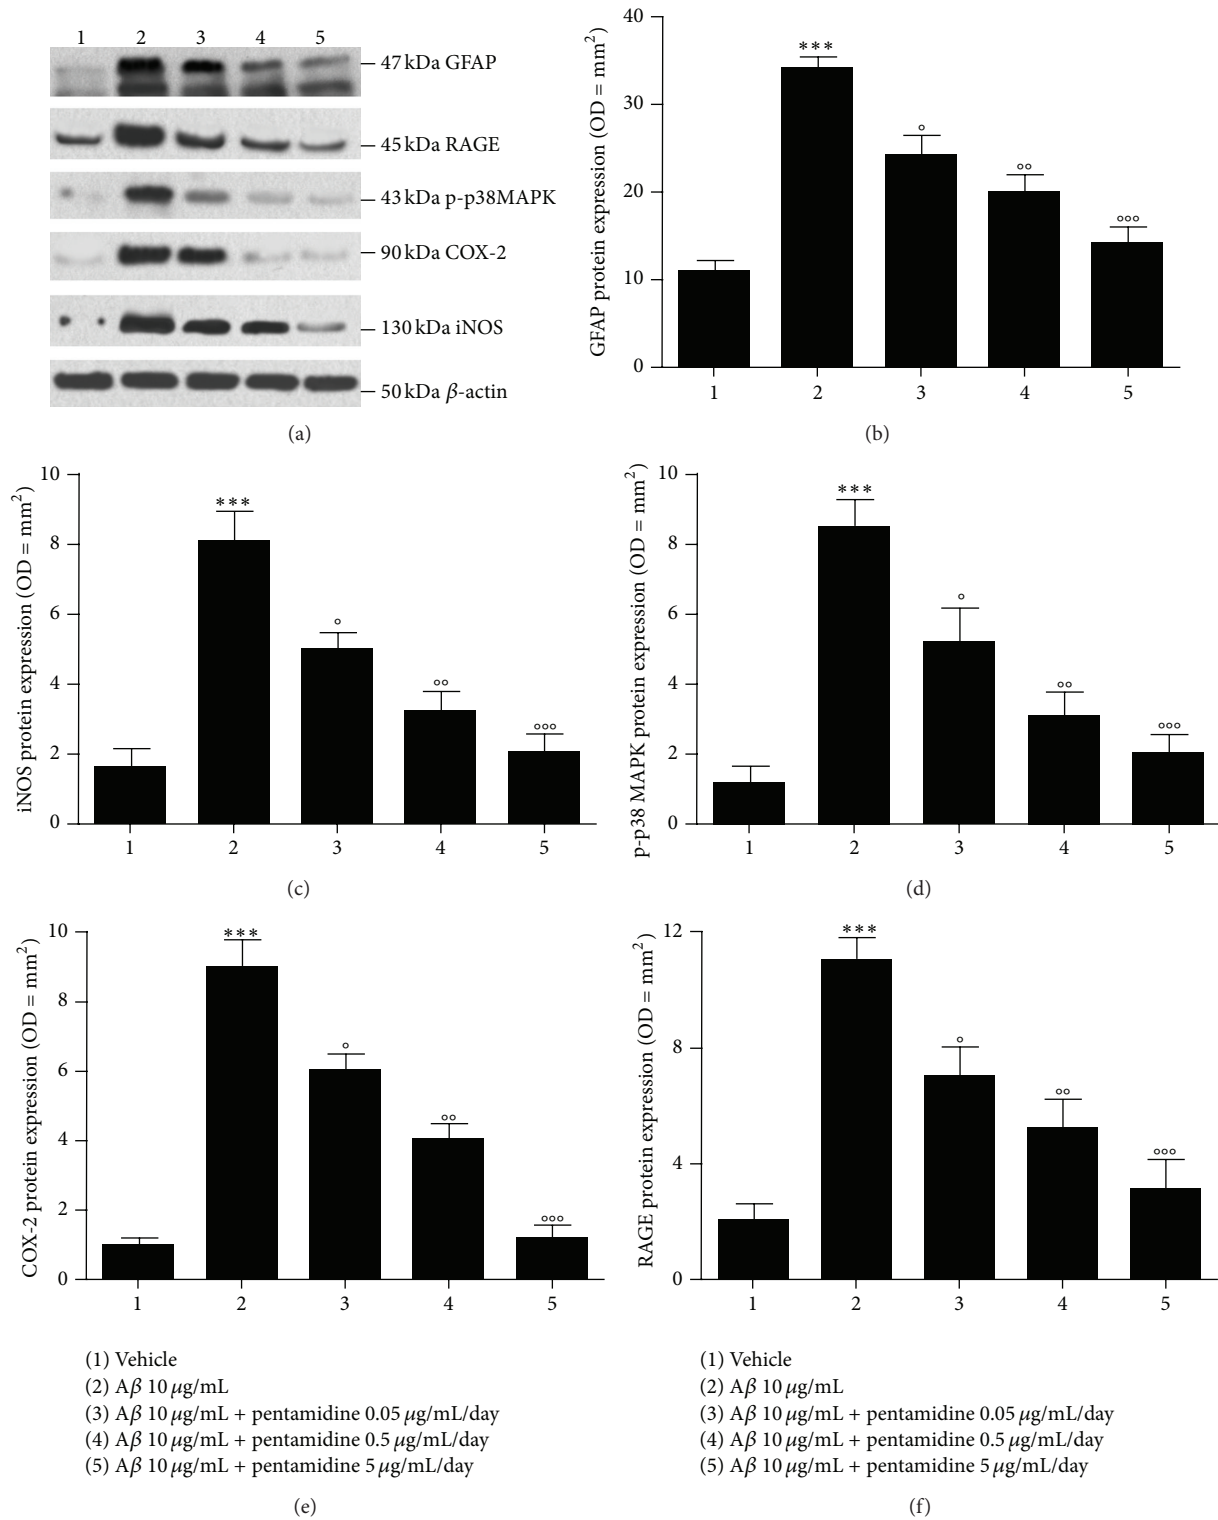 1 2 3 4 5
47 kDa GFAP
45 kDa RAGE
43 kDa p-p38MAPK
90 kDa COX-2
130 kDa iNOS
50 kDa β-actin
(a)
GFAP protein expression (OD = mm²)
40
30
20
10
0
***
°
°°
°°°
1 2 3 4 5
(b)
iNOS protein expression (OD = mm²)
10
8
6
4
2
0
***
°
°°
°°°
1 2 3 4 5
(c)
p-p38 MAPK protein expression (OD = mm²)
10
8
6
4
2
0
***
°
°°
°°°
1 2 3 4 5
(d)
COX-2 protein expression (OD = mm²)
10
8
6
4
2
0
***
°
°°
°°°
1 2 3 4 5
(1) Vehicle
(2) Aβ 10 μg/mL
(3) Aβ 10 μg/mL + pentamidine 0.05 μg/mL/day
(4) Aβ 10 μg/mL + pentamidine 0.5 μg/mL/day
(5) Aβ 10 μg/mL + pentamidine 5 μg/mL/day
(e)
RAGE protein expression (OD = mm²)
12
8
4
0
***
°
°°
°°°
1 2 3 4 5
(1) Vehicle
(2) Aβ 10 μg/mL
(3) Aβ 10 μg/mL + pentamidine 0.05 μg/mL/day
(4) Aβ 10 μg/mL + pentamidine 0.5 μg/mL/day
(5) Aβ 10 μg/mL + pentamidine 5 μg/mL/day
(f)